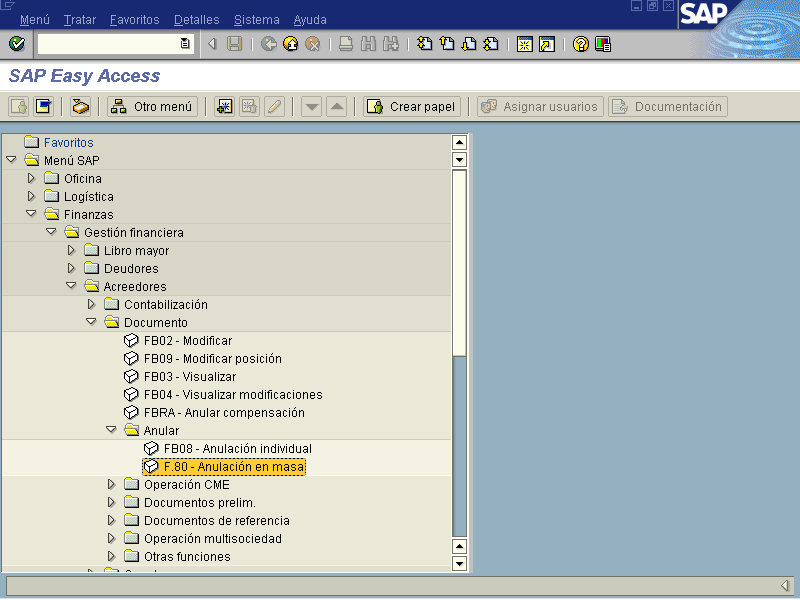 Menú Tratar Favoritos Detalles Sistema Ayuda
SAP
SAP Easy Access
Otro menú Crear papel Asignar usuarios Documentación
Favoritos
Menú SAP
Oficina
Logística
Finanzas
Gestión financiera
Libro mayor
Deudores
Acreedores
Contabilización
Documento
FB02 - Modificar
FB09 - Modificar posición
FB03 - Visualizar
FB04 - Visualizar modificaciones
FBRA - Anular compensación
Anular
FB08 - Anulación individual
F.80 - Anulación en masa
Operación CME
Documentos prelim.
Documentos de referencia
Operación multisociedad
Otras funciones